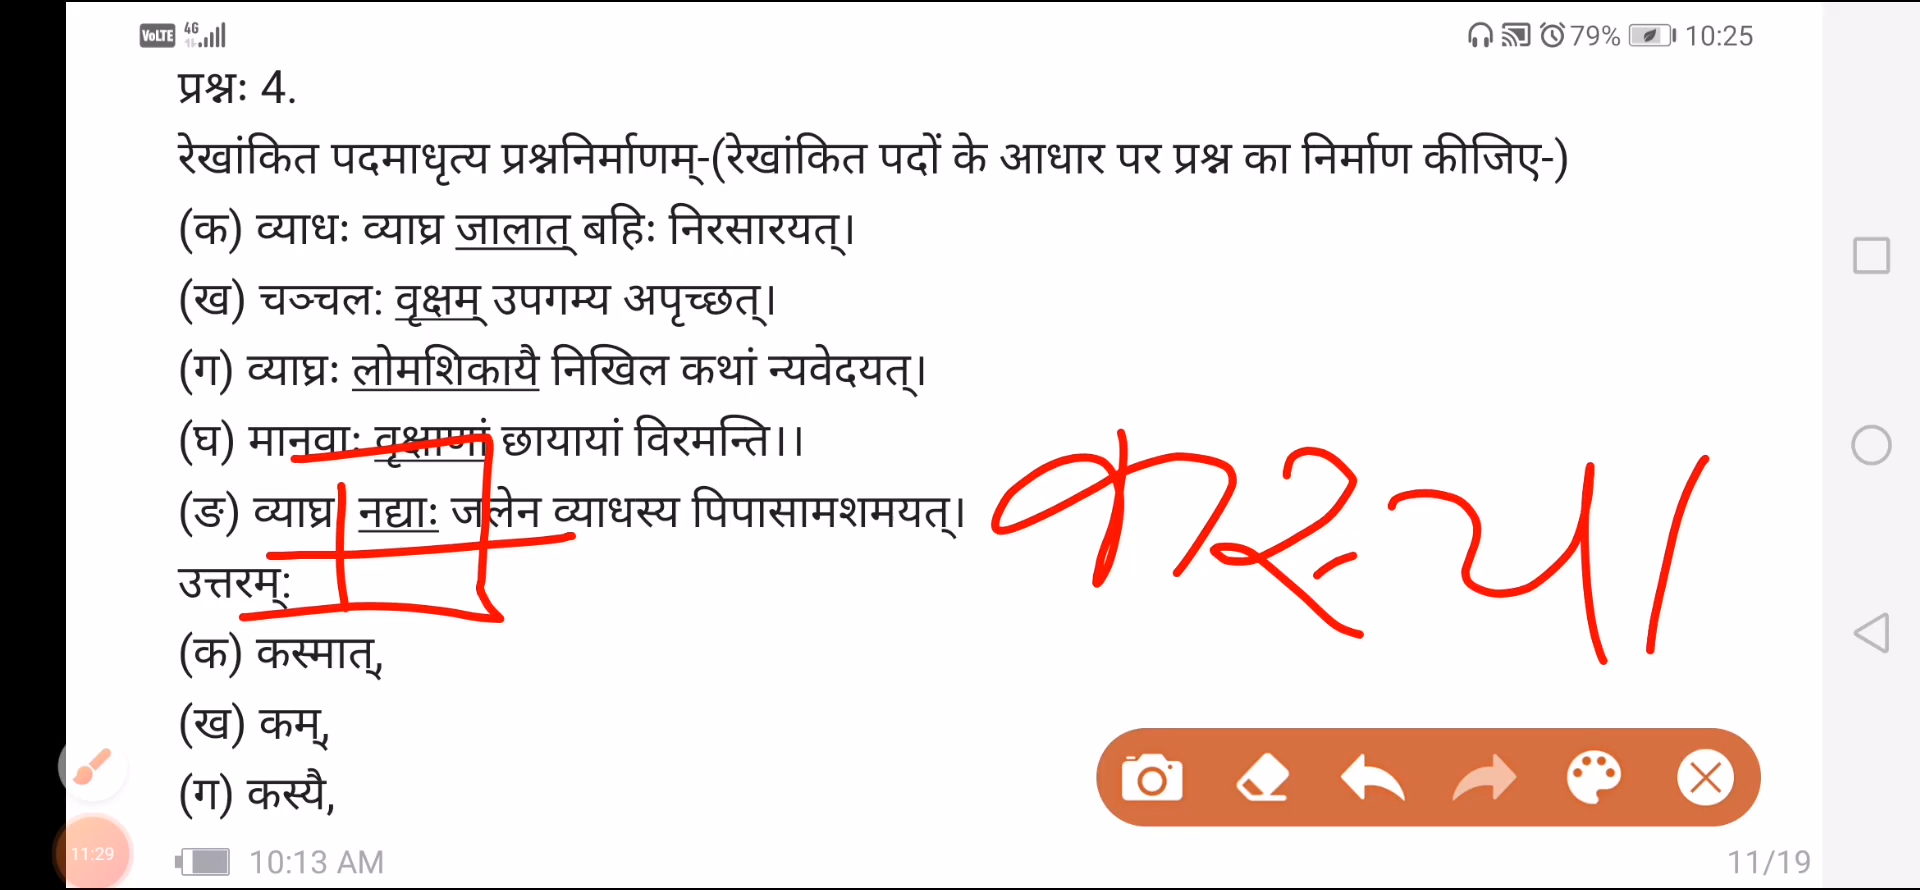 VoLTE 4G 79% 10:25
प्रश्नः 4.
रेखांकित पदमाधृत्य प्रश्ननिर्माणम्-(रेखांकित पदों के आधार पर प्रश्न का निर्माण कीजिए-)
(क) व्याधः व्याघ्र जालात् बहिः निरसारयत्।
(ख) चञ्चल: वृक्षम् उपगम्य अपृच्छत्।
(ग) व्याघ्रः लोमशिकायै निखिल कथां न्यवेदयत्।
(घ) मानवाः वृक्षाणां छायायां विरमन्ति।।
(ङ) व्याघ्र नद्याः जलेन व्याधस्य पिपासामशमयत्।
कस्या
उत्तरम्:
(क) कस्मात्,
(ख) कम्,
(ग) कस्यै,
11:29
10:13 AM 11/19